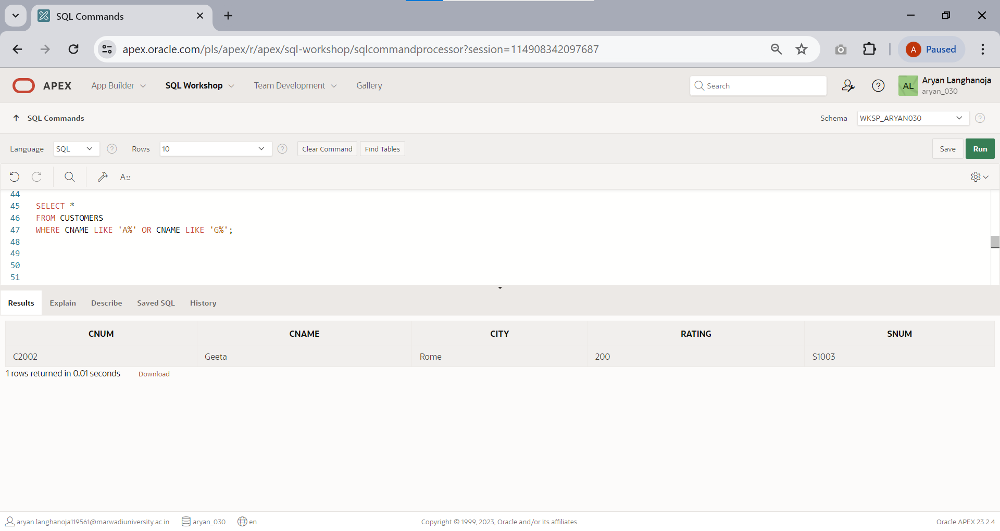 SQL Commands
apex.oracle.com/pls/apex/r/apex/sql-workshop/sqlcommandprocessor?session=114908342097687
A Paused
APEX App Builder SQL Workshop Team Development Gallery Search AL Aryan Langhanoja
aryan_030
SQL Commands Schema WKSP_ARYAN030
Language SQL Rows 10 Clear Command Find Tables Save Run
44
45 SELECT *
46 FROM CUSTOMERS
47 WHERE CNAME LIKE 'A%' OR CNAME LIKE 'G%';
48
49
50
51
Results Explain Describe Saved SQL History
CNUM CNAME CITY RATING SNUM
C2002 Geeta Rome 200 S1003
1 rows returned in 0.01 seconds Download
aryan.langhanoja119561@marwadiuniversity.ac.in aryan_030 en Copyright © 1999, 2023, Oracle and/or its affiliates. Oracle APEX 23.2.4